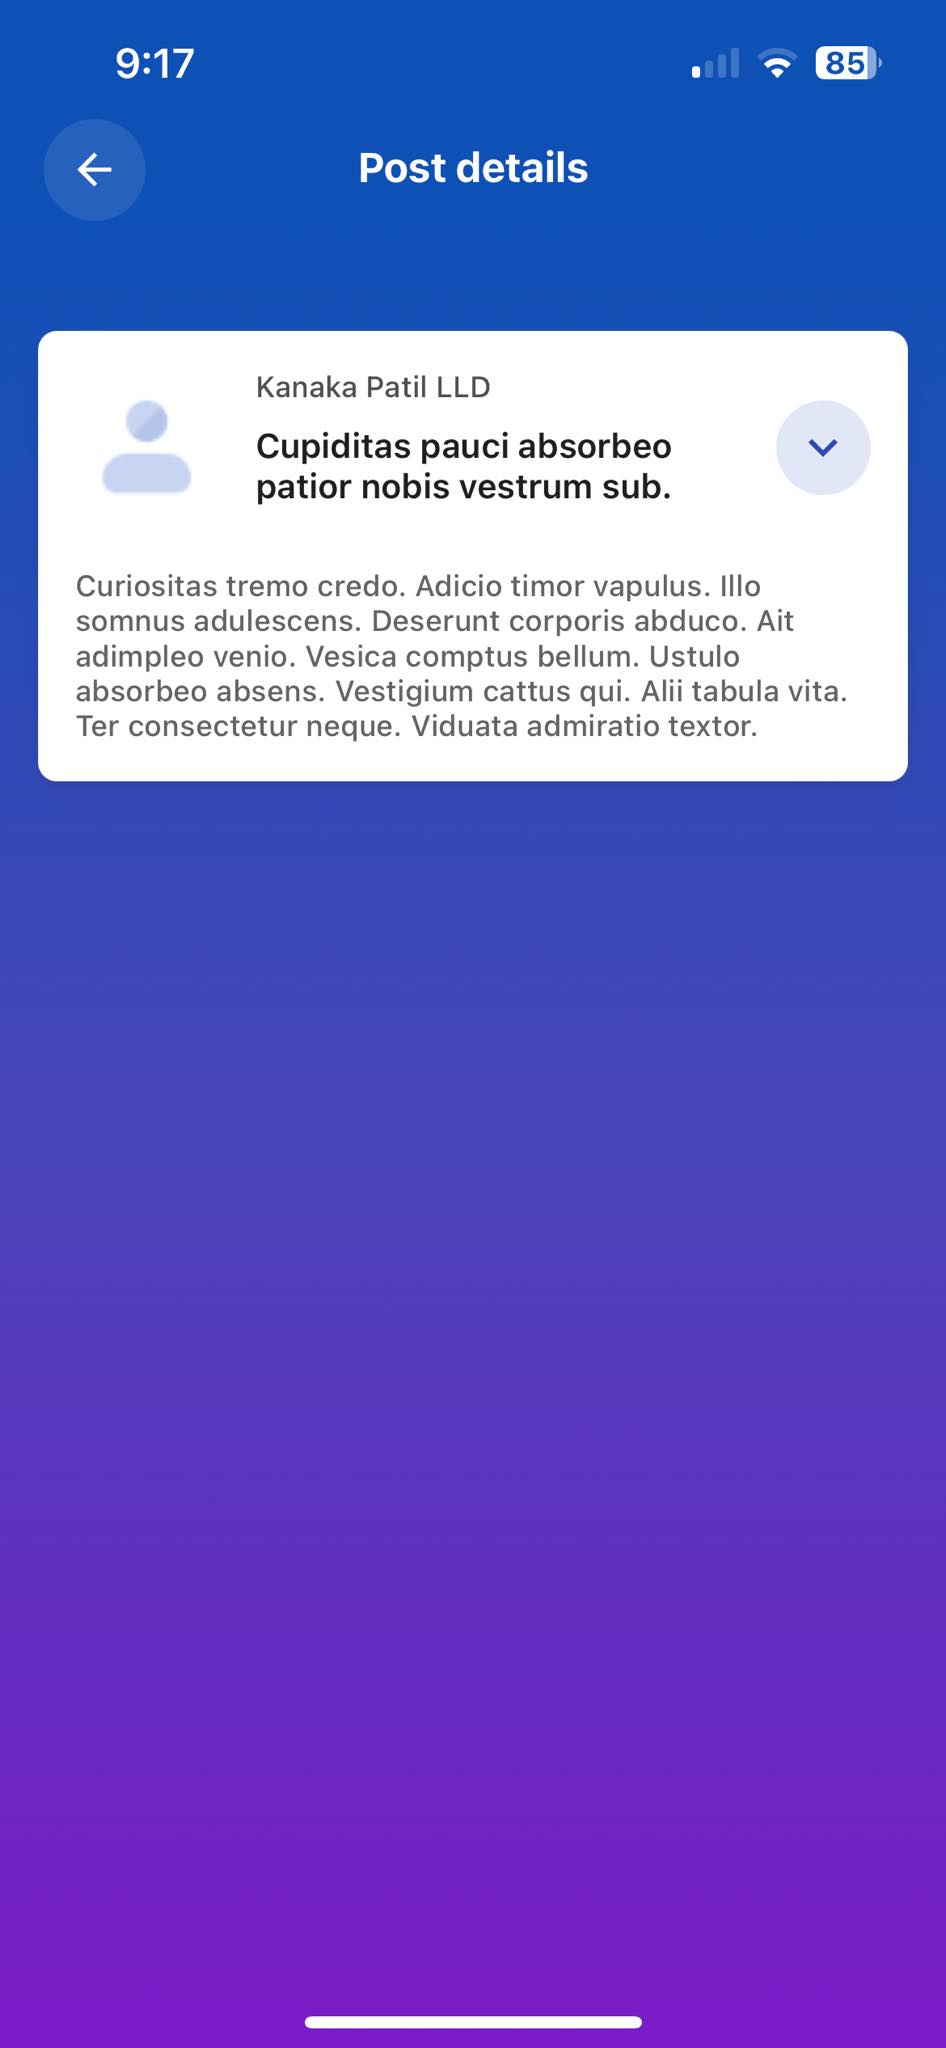 9:17
85
Post details
Kanaka Patil LLD
Cupiditas pauci absorbeo
patior nobis vestrum sub.
Curiositas tremo credo. Adicio timor vapulus. Illo
somnus adulescens. Deserunt corporis abduco. Ait
adimpleo venio. Vesica comptus bellum. Ustulo
absorbeo absens. Vestigium cattus qui. Alii tabula vita.
Ter consectetur neque. Viduata admiratio textor.